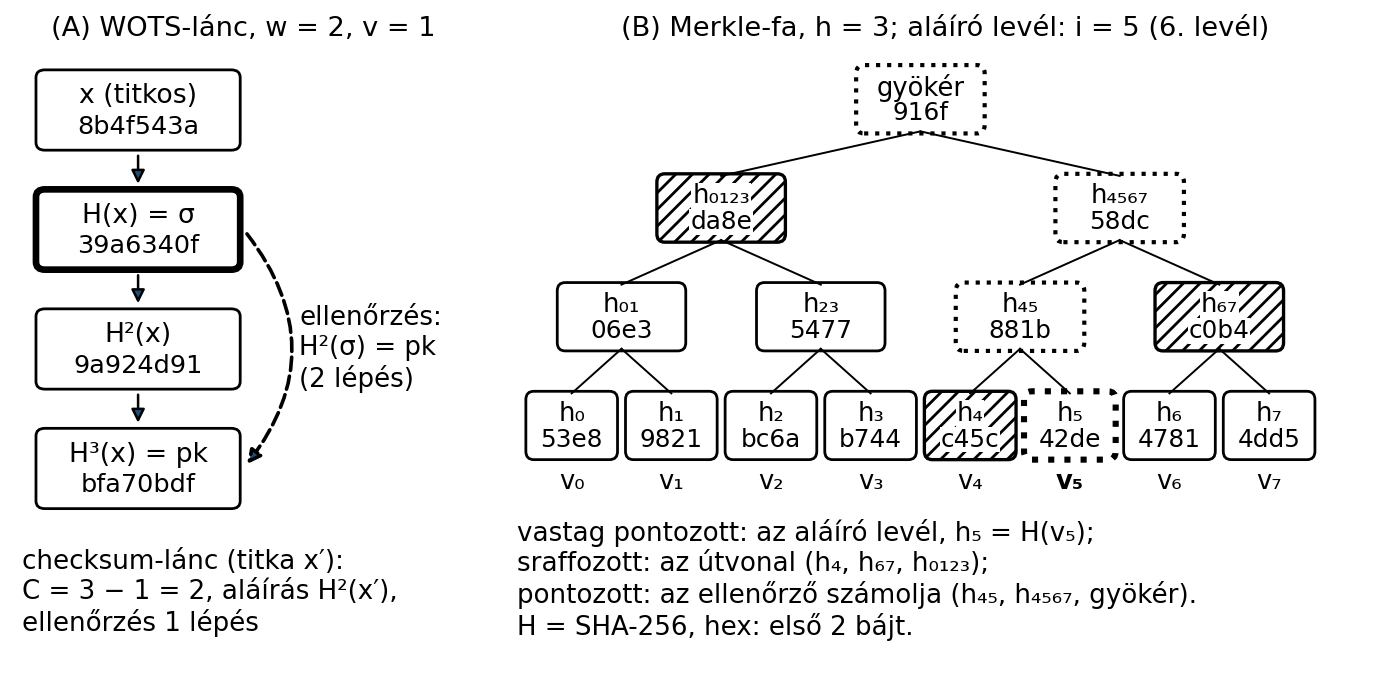 (A) WOTS-lánc, w = 2, v = 1
x (titkos)
8b4f543a
H(x) = σ
39a6340f
H²(x)
9a924d91
H³(x) = pk
bfa70bdf
ellenőrzés:
H²(σ) = pk
(2 lépés)
checksum-lánc (titka x′):
C = 3 − 1 = 2, aláírás H²(x′),
ellenőrzés 1 lépés
(B) Merkle-fa, h = 3; aláíró levél: i = 5 (6. levél)
gyökér
916f
h₀₁₂₃
da8e
h₄₅₆₇
58dc
h₀₁
06e3
h₂₃
5477
h₄₅
881b
h₆₇
c0b4
h₀
53e8
h₁
9821
h₂
bc6a
h₃
b744
h₄
c45c
h₅
42de
h₆
4781
h₇
4dd5
v₀ v₁ v₂ v₃ v₄ v₅ v₆ v₇
vastag pontozott: az aláíró levél, h₅ = H(v₅);
sraffozott: az útvonal (h₄, h₆₇, h₀₁₂₃);
pontozott: az ellenőrző számolja (h₄₅, h₄₅₆₇, gyökér).
H = SHA-256, hex: első 2 bájt.